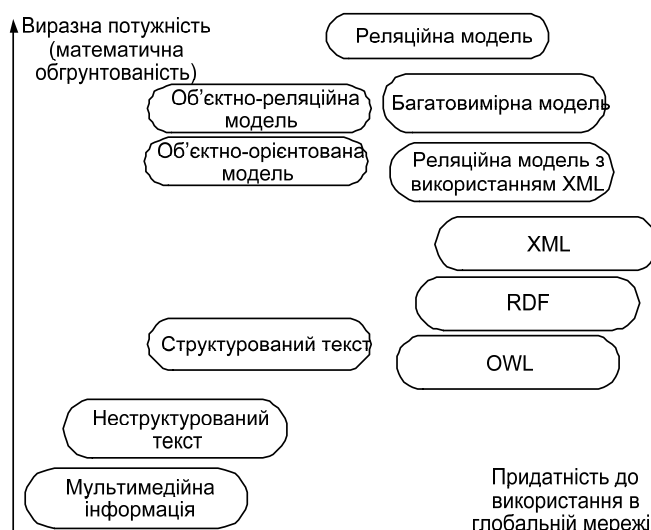 Виразна потужність
(математична
обгрунтованість)
Реляційна модель
Об’єктно-реляційна
модель
Багатовимірна модель
Об’єктно-орієнтована
модель
Реляційна модель з
використанням XML
XML
RDF
Структурований текст
OWL
Неструктурований
текст
Мультимедійна
інформація
Придатність до
використання в
глобальній мережі